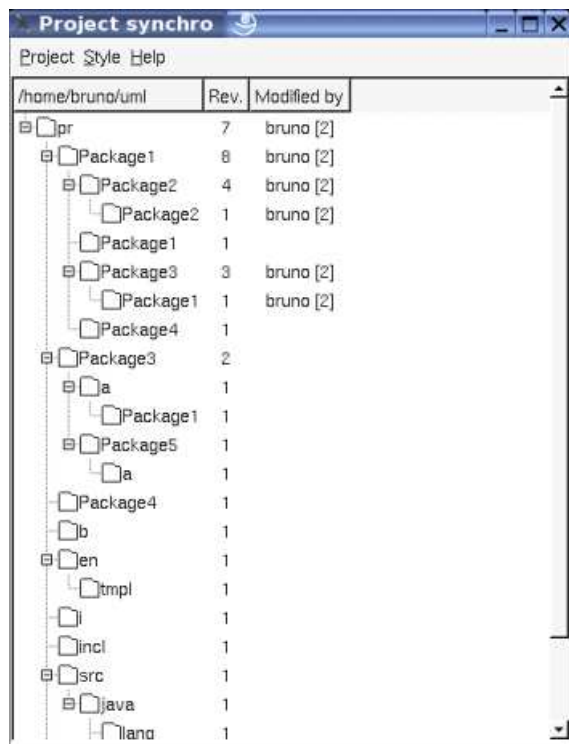 Project synchro
Project Style Help
/home/bruno/uml Rev. Modified by
pr 7 bruno [2]
Package1 8 bruno [2]
Package2 4 bruno [2]
Package2 1 bruno [2]
Package1 1
Package3 3 bruno [2]
Package1 1 bruno [2]
Package4 1
Package3 2
a 1
Package1 1
Package5 1
a 1
Package4 1
b 1
en 1
tmpl 1
i 1
incl 1
src 1
java 1
lang 1